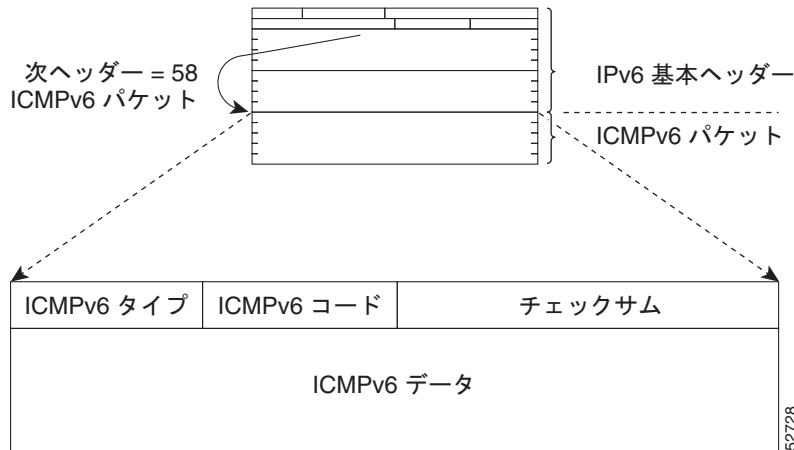 次ヘッダー = 58
ICMPv6 パケット
IPv6 基本ヘッダー
ICMPv6 パケット
ICMPv6 タイプ
ICMPv6 コード
チェックサム
ICMPv6 データ
52728